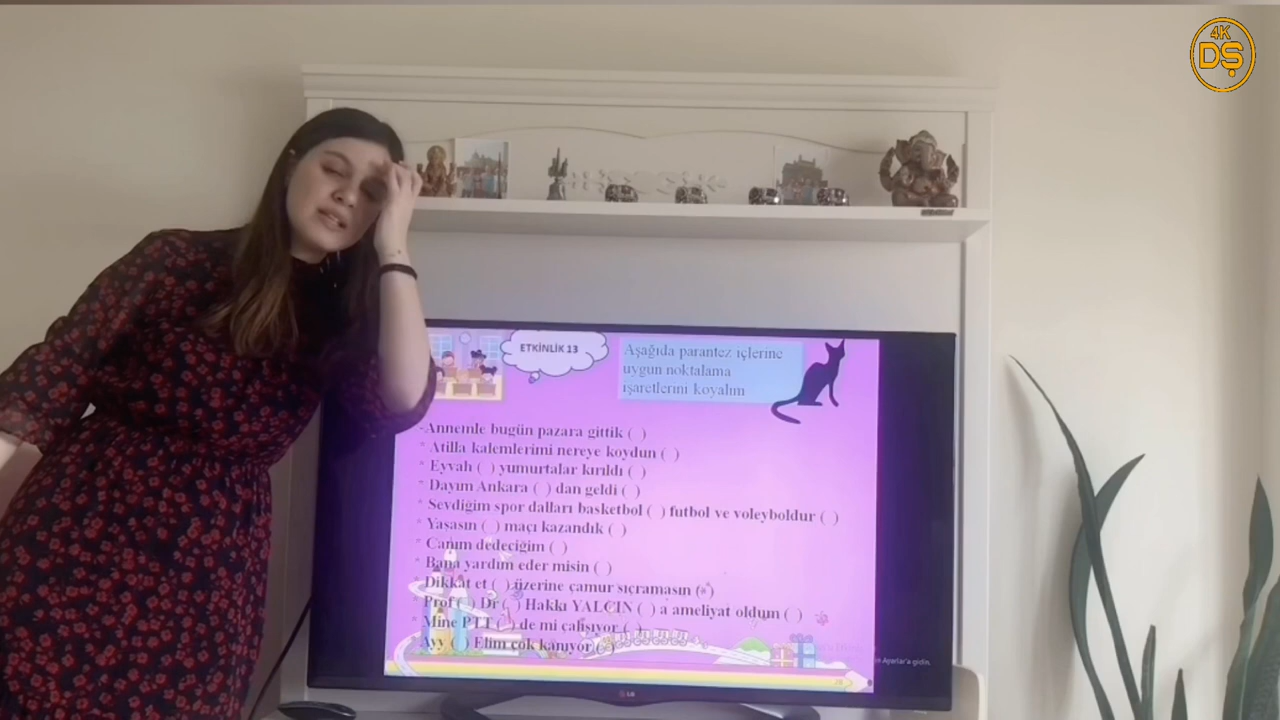 4K
DŞ
ETKİNLİK 13
Aşağıda parantez içlerine
uygun noktalama
işaretlerini koyalım
Annemle bugün pazara gittik ( )
* Atilla kalemlerimi nereye koydun ( )
* Eyvah ( ) yumurtalar kırıldı ( )
* Dayım Ankara ( ) dan geldi ( )
* Sevdiğim spor dalları basketbol ( ) futbol ve voleyboldur ( )
* Yaşasın ( ) maçı kazandık ( )
* Canım dedeciğim ( )
* Bana yardım eder misin ( )
* Dikkat et ( ) üzerine çamur sıçramasın ( )
* Prof ( ) Dr ( ) Hakkı YALÇIN ( ) a ameliyat oldum ( )
* Mine PTT ( ) de mi çalışıyor ( )
* Ayy ( ) Elim çok kanıyor ( )
Ayarlar'a gidin.
LG